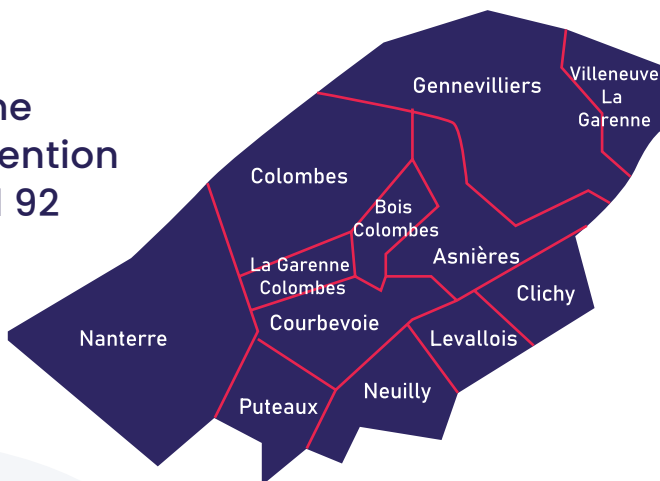 ention
92
Gennevilliers
Villeneuve
La
Garenne
Colombes
Bois
Colombes
Asnières
La Garenne
Colombes
Clichy
Courbevoie
Nanterre
Levallois
Neuilly
Puteaux